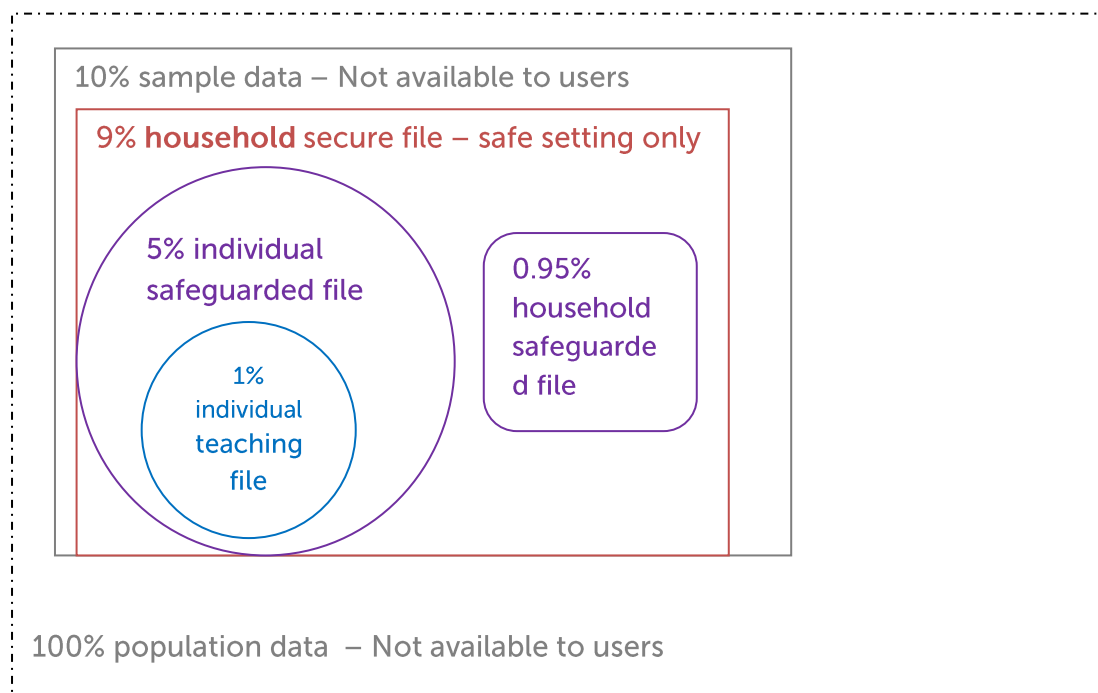 10% sample data – Not available to users
9% household secure file – safe setting only
5% individual
safeguarded file
0.95%
household
safeguarde
d file
1%
individual
teaching
file
100% population data – Not available to users